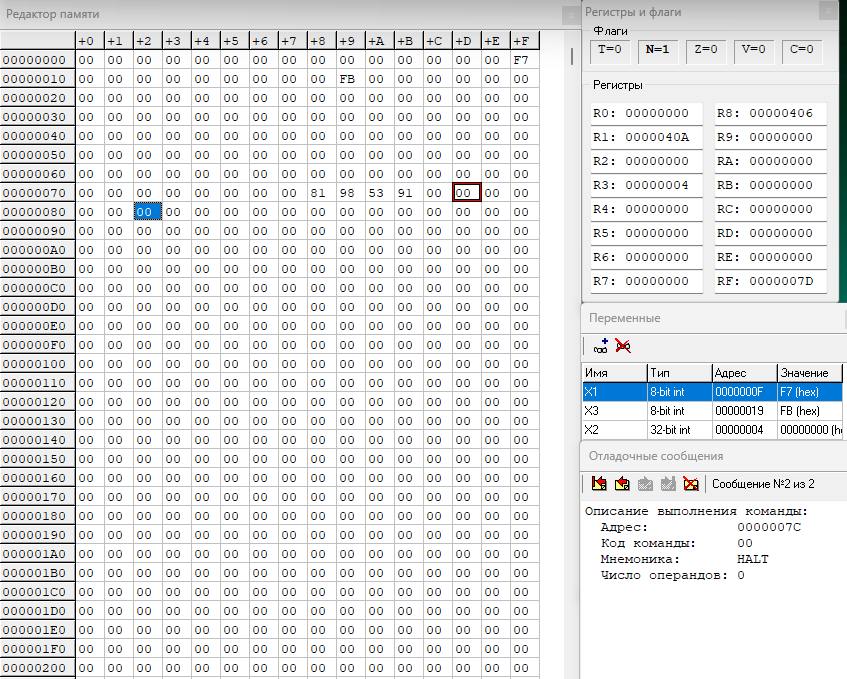 Редактор памяти
+0 +1 +2 +3 +4 +5 +6 +7 +8 +9 +A +B +C +D +E +F
00000000 00 00 00 00 00 00 00 00 00 00 00 00 00 00 00 F7
00000010 00 00 00 00 00 00 00 00 00 FB 00 00 00 00 00 00
00000020 00 00 00 00 00 00 00 00 00 00 00 00 00 00 00 00
00000030 00 00 00 00 00 00 00 00 00 00 00 00 00 00 00 00
00000040 00 00 00 00 00 00 00 00 00 00 00 00 00 00 00 00
00000050 00 00 00 00 00 00 00 00 00 00 00 00 00 00 00 00
00000060 00 00 00 00 00 00 00 00 00 00 00 00 00 00 00 00
00000070 00 00 00 00 00 00 00 00 81 98 53 91 00 00 00 00
00000080 00 00 00 00 00 00 00 00 00 00 00 00 00 00 00 00
00000090 00 00 00 00 00 00 00 00 00 00 00 00 00 00 00 00
000000A0 00 00 00 00 00 00 00 00 00 00 00 00 00 00 00 00
000000B0 00 00 00 00 00 00 00 00 00 00 00 00 00 00 00 00
000000C0 00 00 00 00 00 00 00 00 00 00 00 00 00 00 00 00
000000D0 00 00 00 00 00 00 00 00 00 00 00 00 00 00 00 00
000000E0 00 00 00 00 00 00 00 00 00 00 00 00 00 00 00 00
000000F0 00 00 00 00 00 00 00 00 00 00 00 00 00 00 00 00
00000100 00 00 00 00 00 00 00 00 00 00 00 00 00 00 00 00
00000110 00 00 00 00 00 00 00 00 00 00 00 00 00 00 00 00
00000120 00 00 00 00 00 00 00 00 00 00 00 00 00 00 00 00
00000130 00 00 00 00 00 00 00 00 00 00 00 00 00 00 00 00
00000140 00 00 00 00 00 00 00 00 00 00 00 00 00 00 00 00
00000150 00 00 00 00 00 00 00 00 00 00 00 00 00 00 00 00
00000160 00 00 00 00 00 00 00 00 00 00 00 00 00 00 00 00
00000170 00 00 00 00 00 00 00 00 00 00 00 00 00 00 00 00
00000180 00 00 00 00 00 00 00 00 00 00 00 00 00 00 00 00
00000190 00 00 00 00 00 00 00 00 00 00 00 00 00 00 00 00
000001A0 00 00 00 00 00 00 00 00 00 00 00 00 00 00 00 00
000001B0 00 00 00 00 00 00 00 00 00 00 00 00 00 00 00 00
000001C0 00 00 00 00 00 00 00 00 00 00 00 00 00 00 00 00
000001D0 00 00 00 00 00 00 00 00 00 00 00 00 00 00 00 00
000001E0 00 00 00 00 00 00 00 00 00 00 00 00 00 00 00 00
000001F0 00 00 00 00 00 00 00 00 00 00 00 00 00 00 00 00
00000200 00 00 00 00 00 00 00 00 00 00 00 00 00 00 00 00
Регистры и флаги
Флаги
T=0 N=1 Z=0 V=0 C=0
Регистры
R0: 00000000 R8: 00000406
R1: 0000040A R9: 00000000
R2: 00000000 RA: 00000000
R3: 00000004 RB: 00000000
R4: 00000000 RC: 00000000
R5: 00000000 RD: 00000000
R6: 00000000 RE: 00000000
R7: 00000000 RF: 0000007D
Переменные
Имя Тип Адрес Значение
X1 8-bit int 0000000F F7 (hex)
X3 8-bit int 00000019 FB (hex)
X2 32-bit int 00000004 00000000 (h
Отладочные сообщения
Сообщение №2 из 2
Описание выполнения команды:
Адрес: 0000007C
Код команды: 00
Мнемоника: HALT
Число операндов: 0